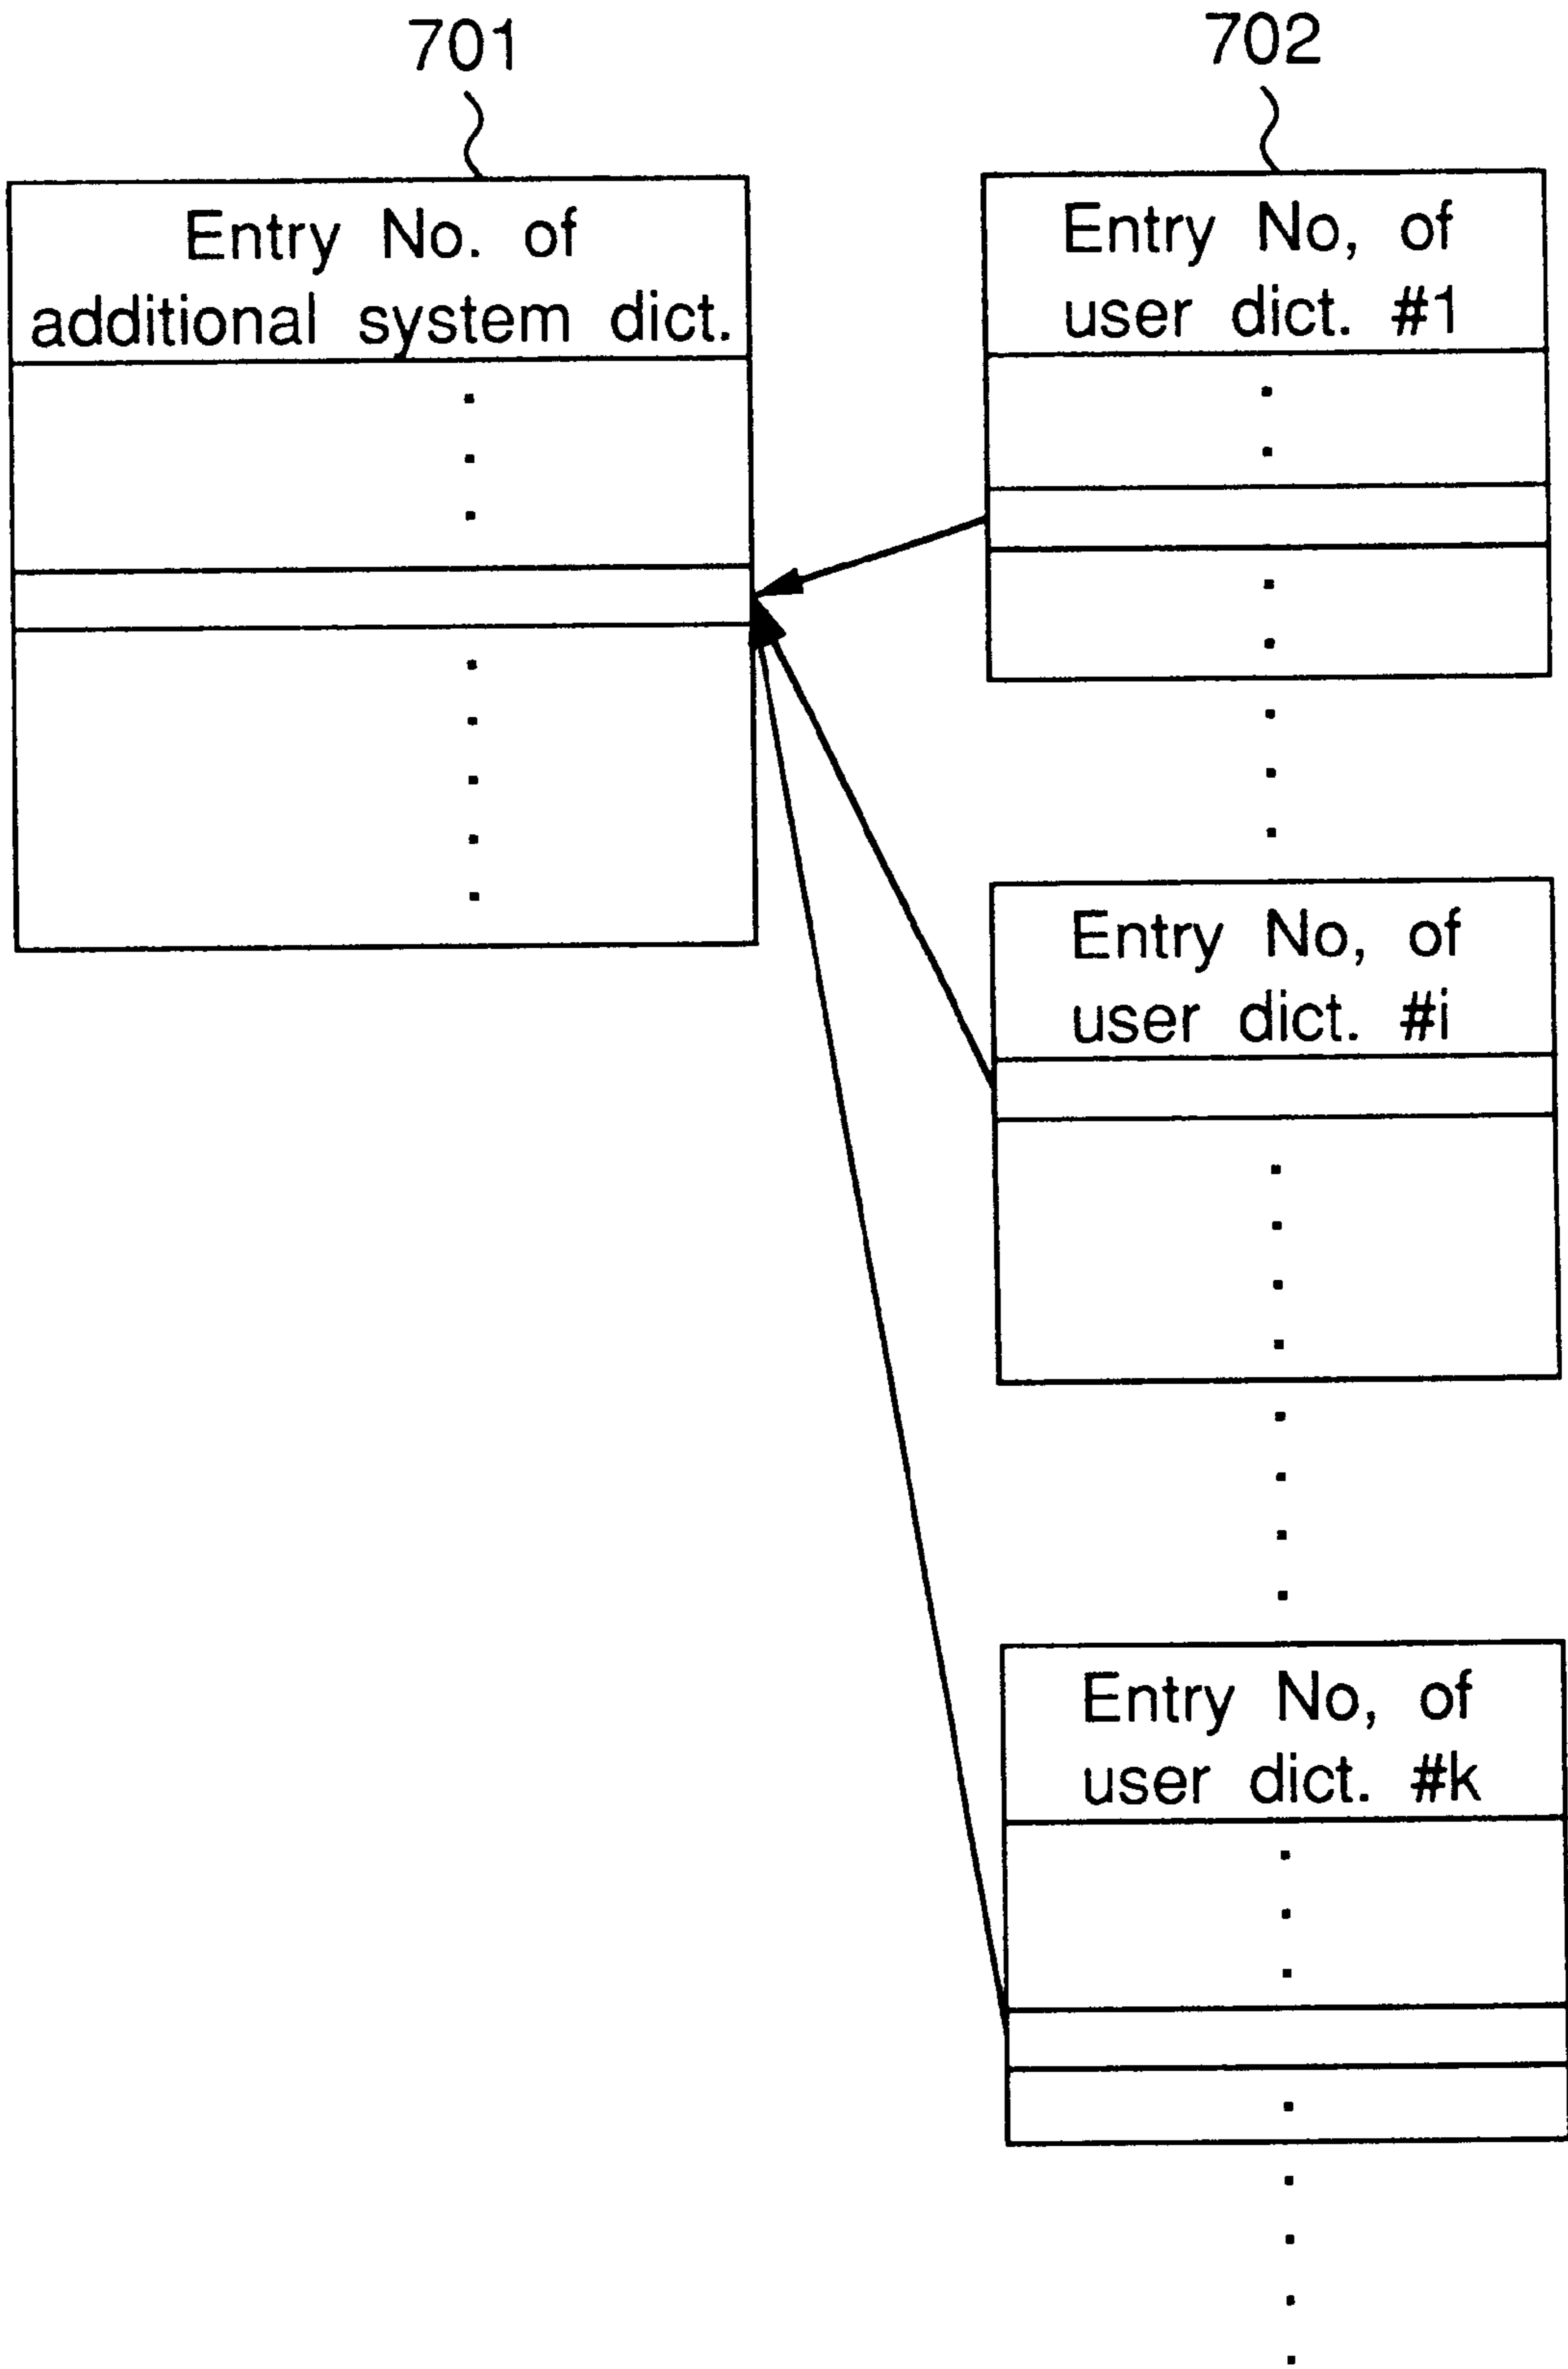 701
702
Entry No. of
additional system dict.
Entry No, of
user dict. #1
Entry No, of
user dict. #i
Entry No, of
user dict. #k